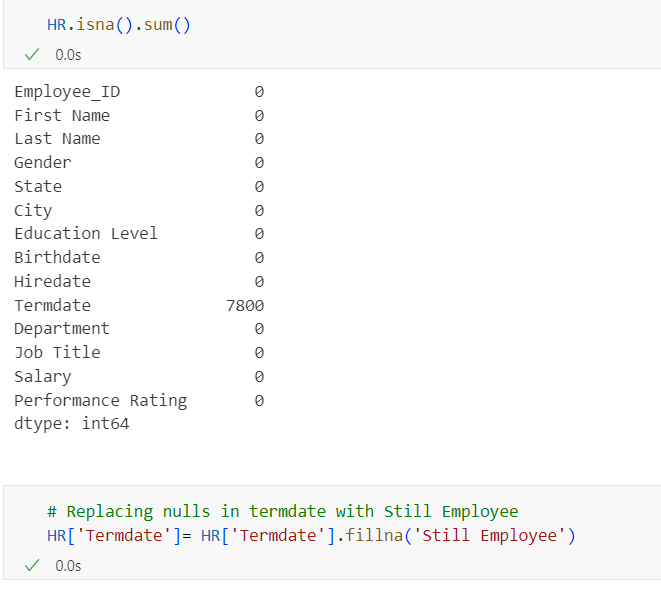 HR.isna().sum()
0.0s
Employee_ID 0
First Name 0
Last Name 0
Gender 0
State 0
City 0
Education Level 0
Birthdate 0
Hiredate 0
Termdate 7800
Department 0
Job Title 0
Salary 0
Performance Rating 0
dtype: int64
# Replacing nulls in termdate with Still Employee
HR['Termdate']= HR['Termdate'].fillna('Still Employee')
0.0s